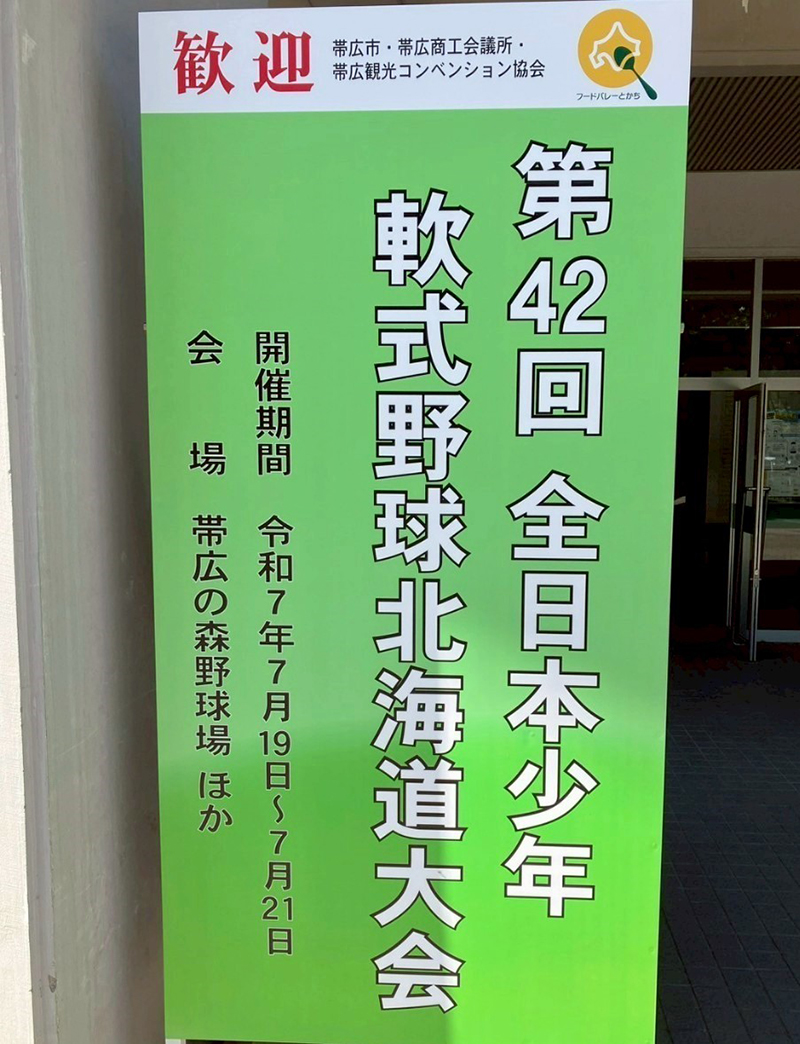 歓迎
帯広市・帯広商工会議所・
帯広観光コンベンション協会
フードバレーとかち
第42回 全日本少年
軟式野球北海道大会
開催期間 令和7年7月19日～7月21日
会場 帯広の森野球場 ほか